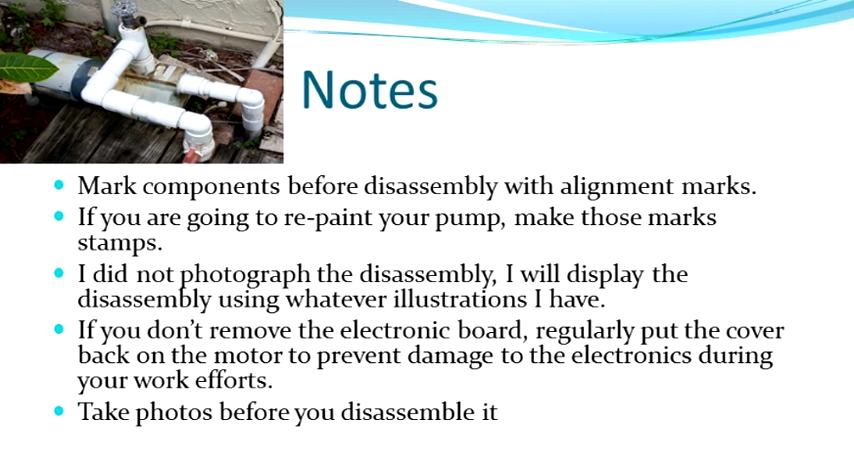 Notes
Mark components before disassembly with alignment marks.
If you are going to re-paint your pump, make those marks
stamps.
I did not photograph the disassembly, I will display the
disassembly using whatever illustrations I have.
If you don't remove the electronic board, regularly put the cover
back on the motor to prevent damage to the electronics during
your work efforts.
Take photos before you disassemble it